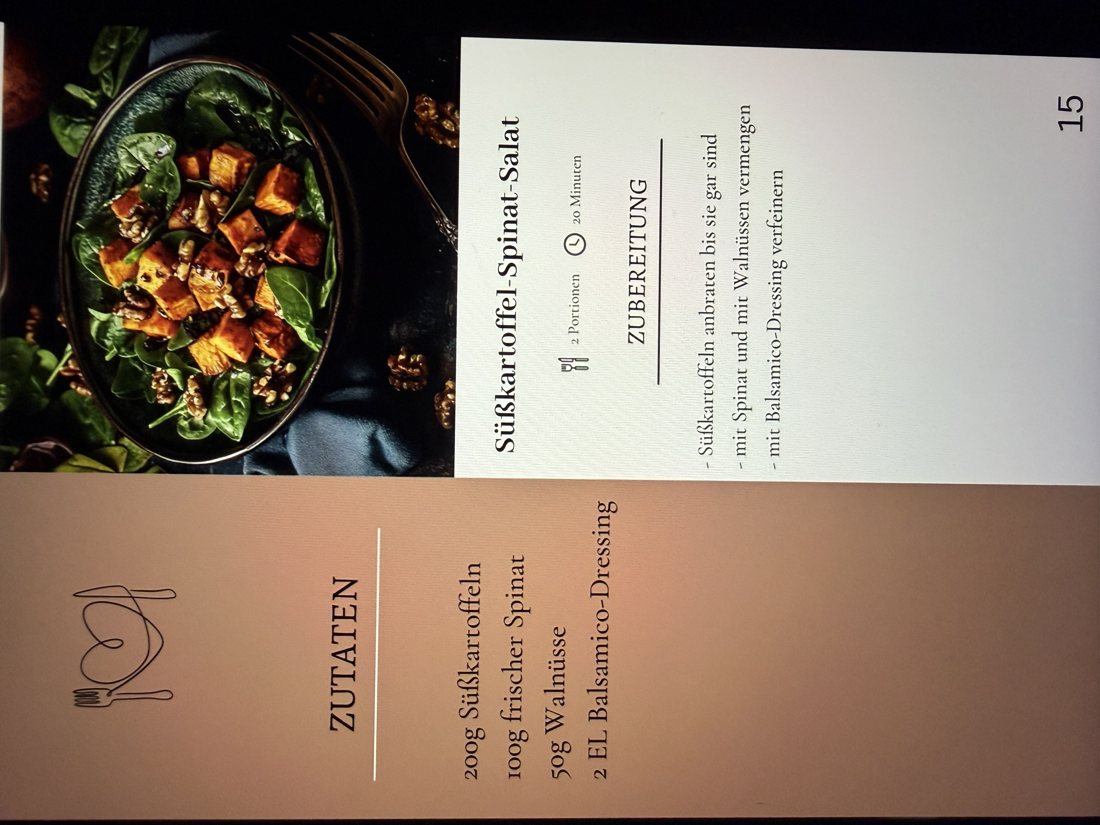 ZUTATEN
200g Süßkartoffeln
100g frischer Spinat
50g Walnüsse
2 EL Balsamico-Dressing
Süßkartoffel-Spinat-Salat
2 Portionen 20 Minuten
ZUBEREITUNG
- Süßkartoffeln anbraten bis sie gar sind
- mit Spinat und mit Walnüssen vermengen
- mit Balsamico-Dressing verfeinern
15